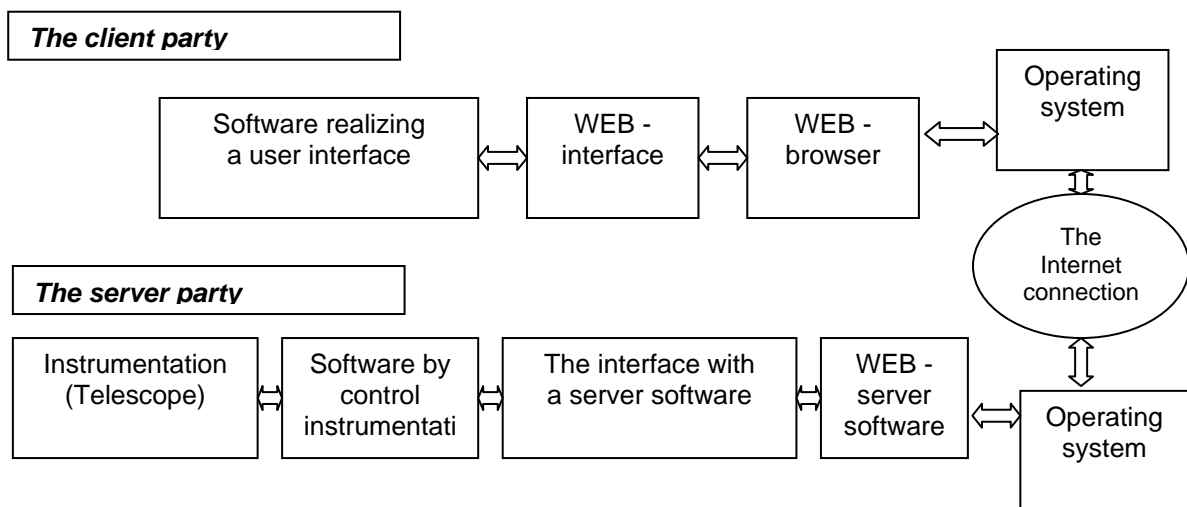 The client party
Software realizing
a user interface
WEB -
interface
WEB -
browser
Operating
system
The
Internet
connection
The server party
Instrumentation
(Telescope)
Software by
control
instrumentati
The interface with
a server software
WEB -
server
software
Operating
system